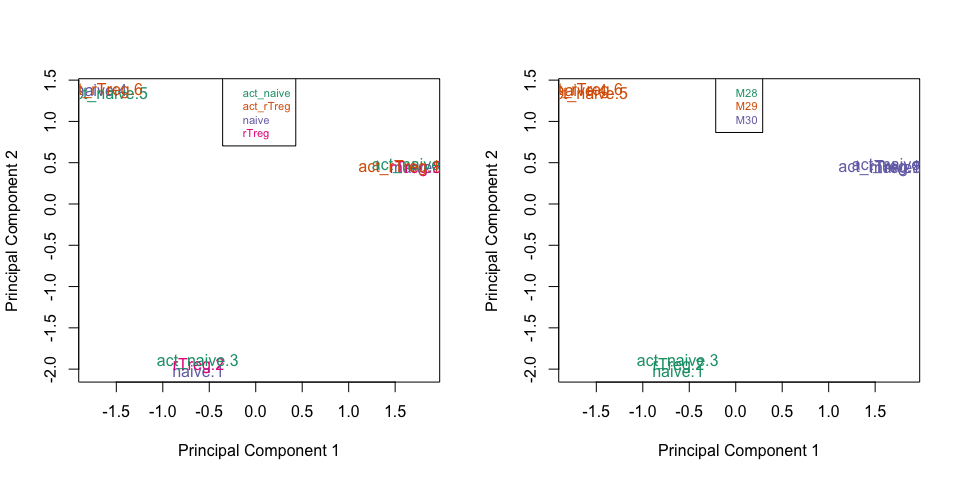 Principal Component 2
1.5
1.0
0.5
0.0
-0.5
-1.0
-1.5
-2.0
act_naive
act_rTreg
naive
rTreg
act_naive.3
rTreg.2
naive.1
-1.5 -1.0 -0.5 0.0 0.5 1.0 1.5
Principal Component 1
Principal Component 2
1.5
1.0
0.5
0.0
-0.5
-1.0
-1.5
-2.0
M28
M29
M30
act_naive.3
rTreg.2
naive.1
-1.5 -1.0 -0.5 0.0 0.5 1.0 1.5
Principal Component 1